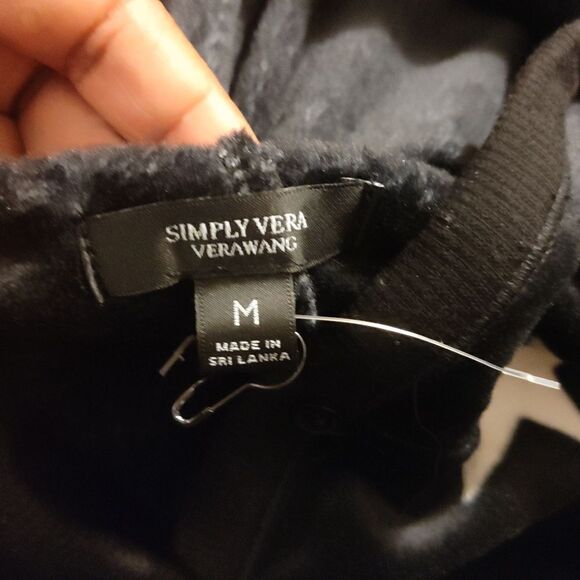 SIMPLY VERA
VERAWANG
M
MADE IN
SRI LANKA